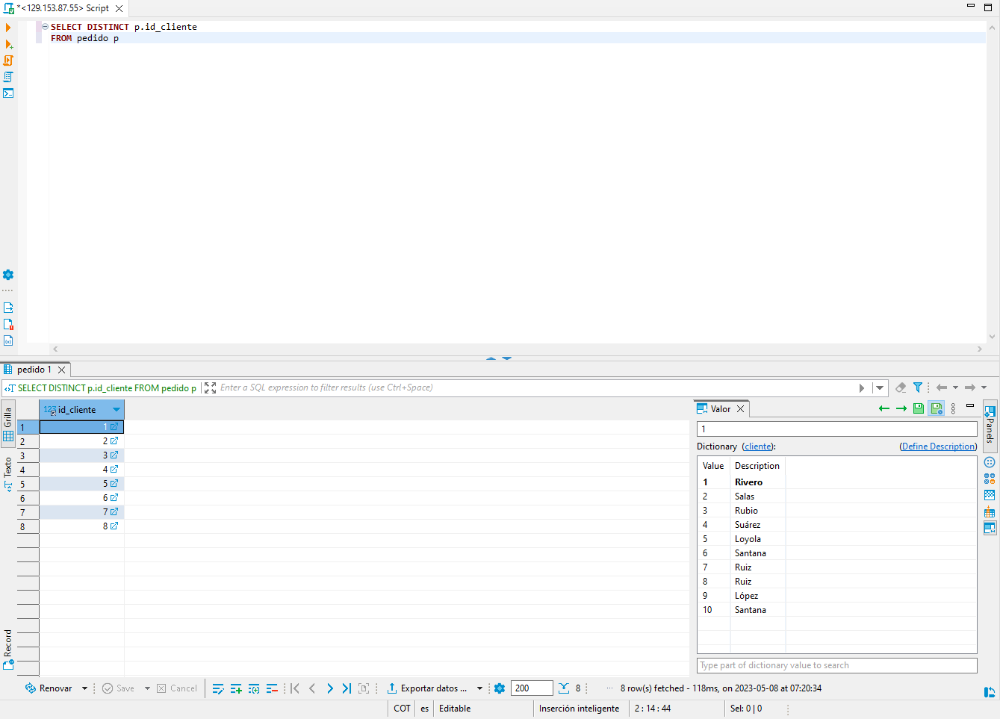 *<129.153.87.55> Script
SELECT DISTINCT p.id_cliente
FROM pedido p
pedido 1
SELECT DISTINCT p.id_cliente FROM pedido p
Enter a SQL expression to filter results (use Ctrl+Space)
Grilla
Texto
Record
123 id_cliente
1 1
2 2
3 3
4 4
5 5
6 6
7 7
8 8
Valor
1
Dictionary (cliente): (Define Description)
Value Description
1 Rivero
2 Salas
3 Rubio
4 Suárez
5 Loyola
6 Santana
7 Ruiz
8 Ruiz
9 López
10 Santana
Type part of dictionary value to search
Panels
Renovar Save Cancel Exportar datos ... 200 8 ··· 8 row(s) fetched - 118ms, on 2023-05-08 at 07:20:34
COT es Editable Inserción inteligente 2 : 14 : 44 Sel: 0 | 0